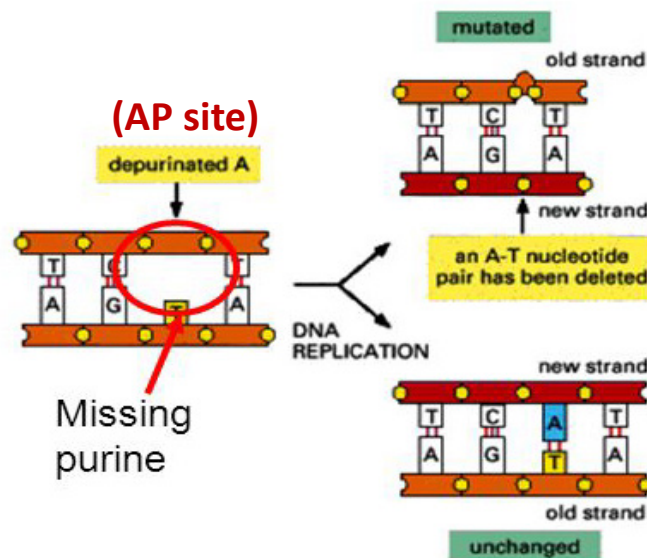 (AP site)
depurinated A
T C T
A G T A
Missing
purine
DNA
REPLICATION
mutated
old strand
T C T
A G A
new strand
an A-T nucleotide
pair has been deleted
new strand
T C A T
A G T A
old strand
unchanged